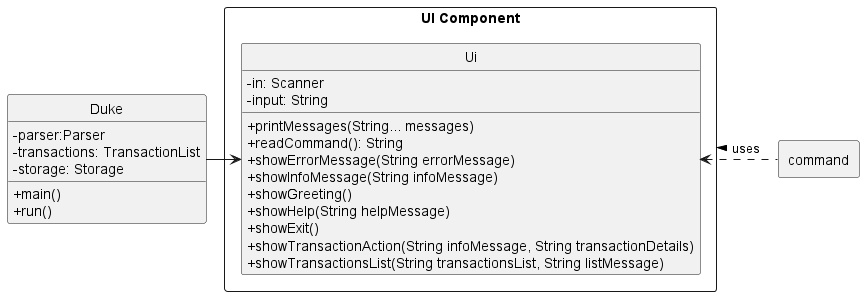 UI Component
Ui
-in: Scanner
-input: String
+printMessages(String... messages)
+readCommand(): String
+showErrorMessage(String errorMessage)
+showInfoMessage(String infoMessage)
+showGreeting()
+showHelp(String helpMessage)
+showExit()
+showTransactionAction(String infoMessage, String transactionDetails)
+showTransactionsList(String transactionsList, String listMessage)
Duke
-parser:Parser
-transactions: TransactionList
-storage: Storage
+main()
+run()
uses
command